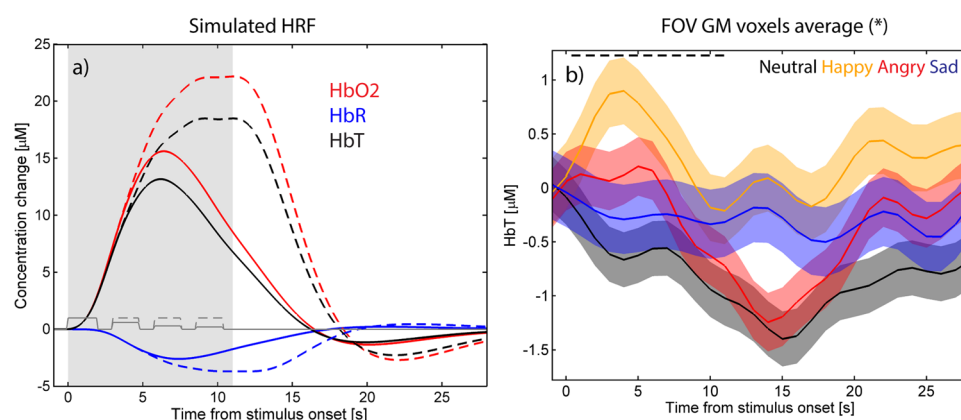 Simulated HRF
a)
HbO2
HbR
HbT
Concentration change [µM]
25
20
15
10
5
0
-5
0 5 10 15 20 25
Time from stimulus onset [s]
FOV GM voxels average (*)
b)
Neutral Happy Angry Sad
HbT [µM]
1
0.5
0
-0.5
-1
-1.5
0 5 10 15 20 25
Time from stimulus onset [s]